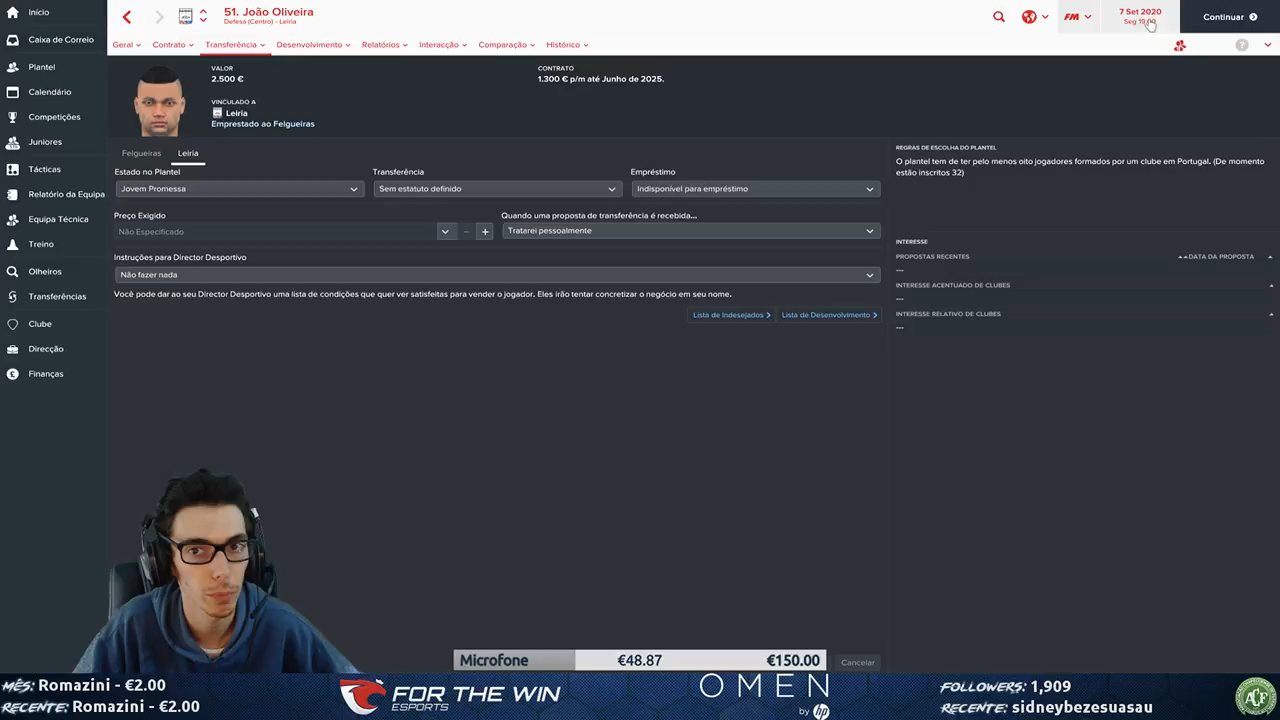 51. João Oliveira
Defesa (Centro) - Leiria
FM
7 Set 2020
Seg 19:00
Continuar
Geral
Contrato
Transferência
Desenvolvimento
Relatórios
Interacção
Comparação
Histórico
Início
Caixa de Correio
Plantel
Calendário
Competições
Juniores
Tácticas
Relatório da Equipa
Equipa Técnica
Treino
Olheiros
Transferências
Clube
Direcção
Finanças
VALOR
2.500 €
CONTRATO
1.300 € p/m até Junho de 2025.
VINCULADO A
Leiria
Emprestado ao Felgueiras
Felgueiras
Leiria
Estado no Plantel
Transferência
Empréstimo
Jovem Promessa
Sem estatuto definido
Indisponível para empréstimo
Preço Exigido
Quando uma proposta de transferência é recebida...
Não Especificado
Tratarei pessoalmente
Instruções para Director Desportivo
Não fazer nada
Você pode dar ao seu Director Desportivo uma lista de condições que quer ver satisfeitas para vender o jogador. Eles irão tentar concretizar o negócio em seu nome.
Lista de Indesejados
Lista de Desenvolvimento
REGRAS DE ESCOLHA DO PLANTEL
O plantel tem de ter pelo menos oito jogadores formados por um clube em Portugal. (De momento
estão inscritos 32)
INTERESSE
PROPOSTAS RECENTES
DATA DA PROPOSTA
---
INTERESSE ACENTUADO DE CLUBES
---
INTERESSE RELATIVO DE CLUBES
---
Microfone
€48.87
€150.00
Cancelar
MÊS: Romazini - €2.00
RECENTE: Romazini - €2.00
FOR THE WIN
ESPORTS
OMEN
by hp
FOLLOWERS: 1,909
RECENTE: sidneybezesuasau
ACF